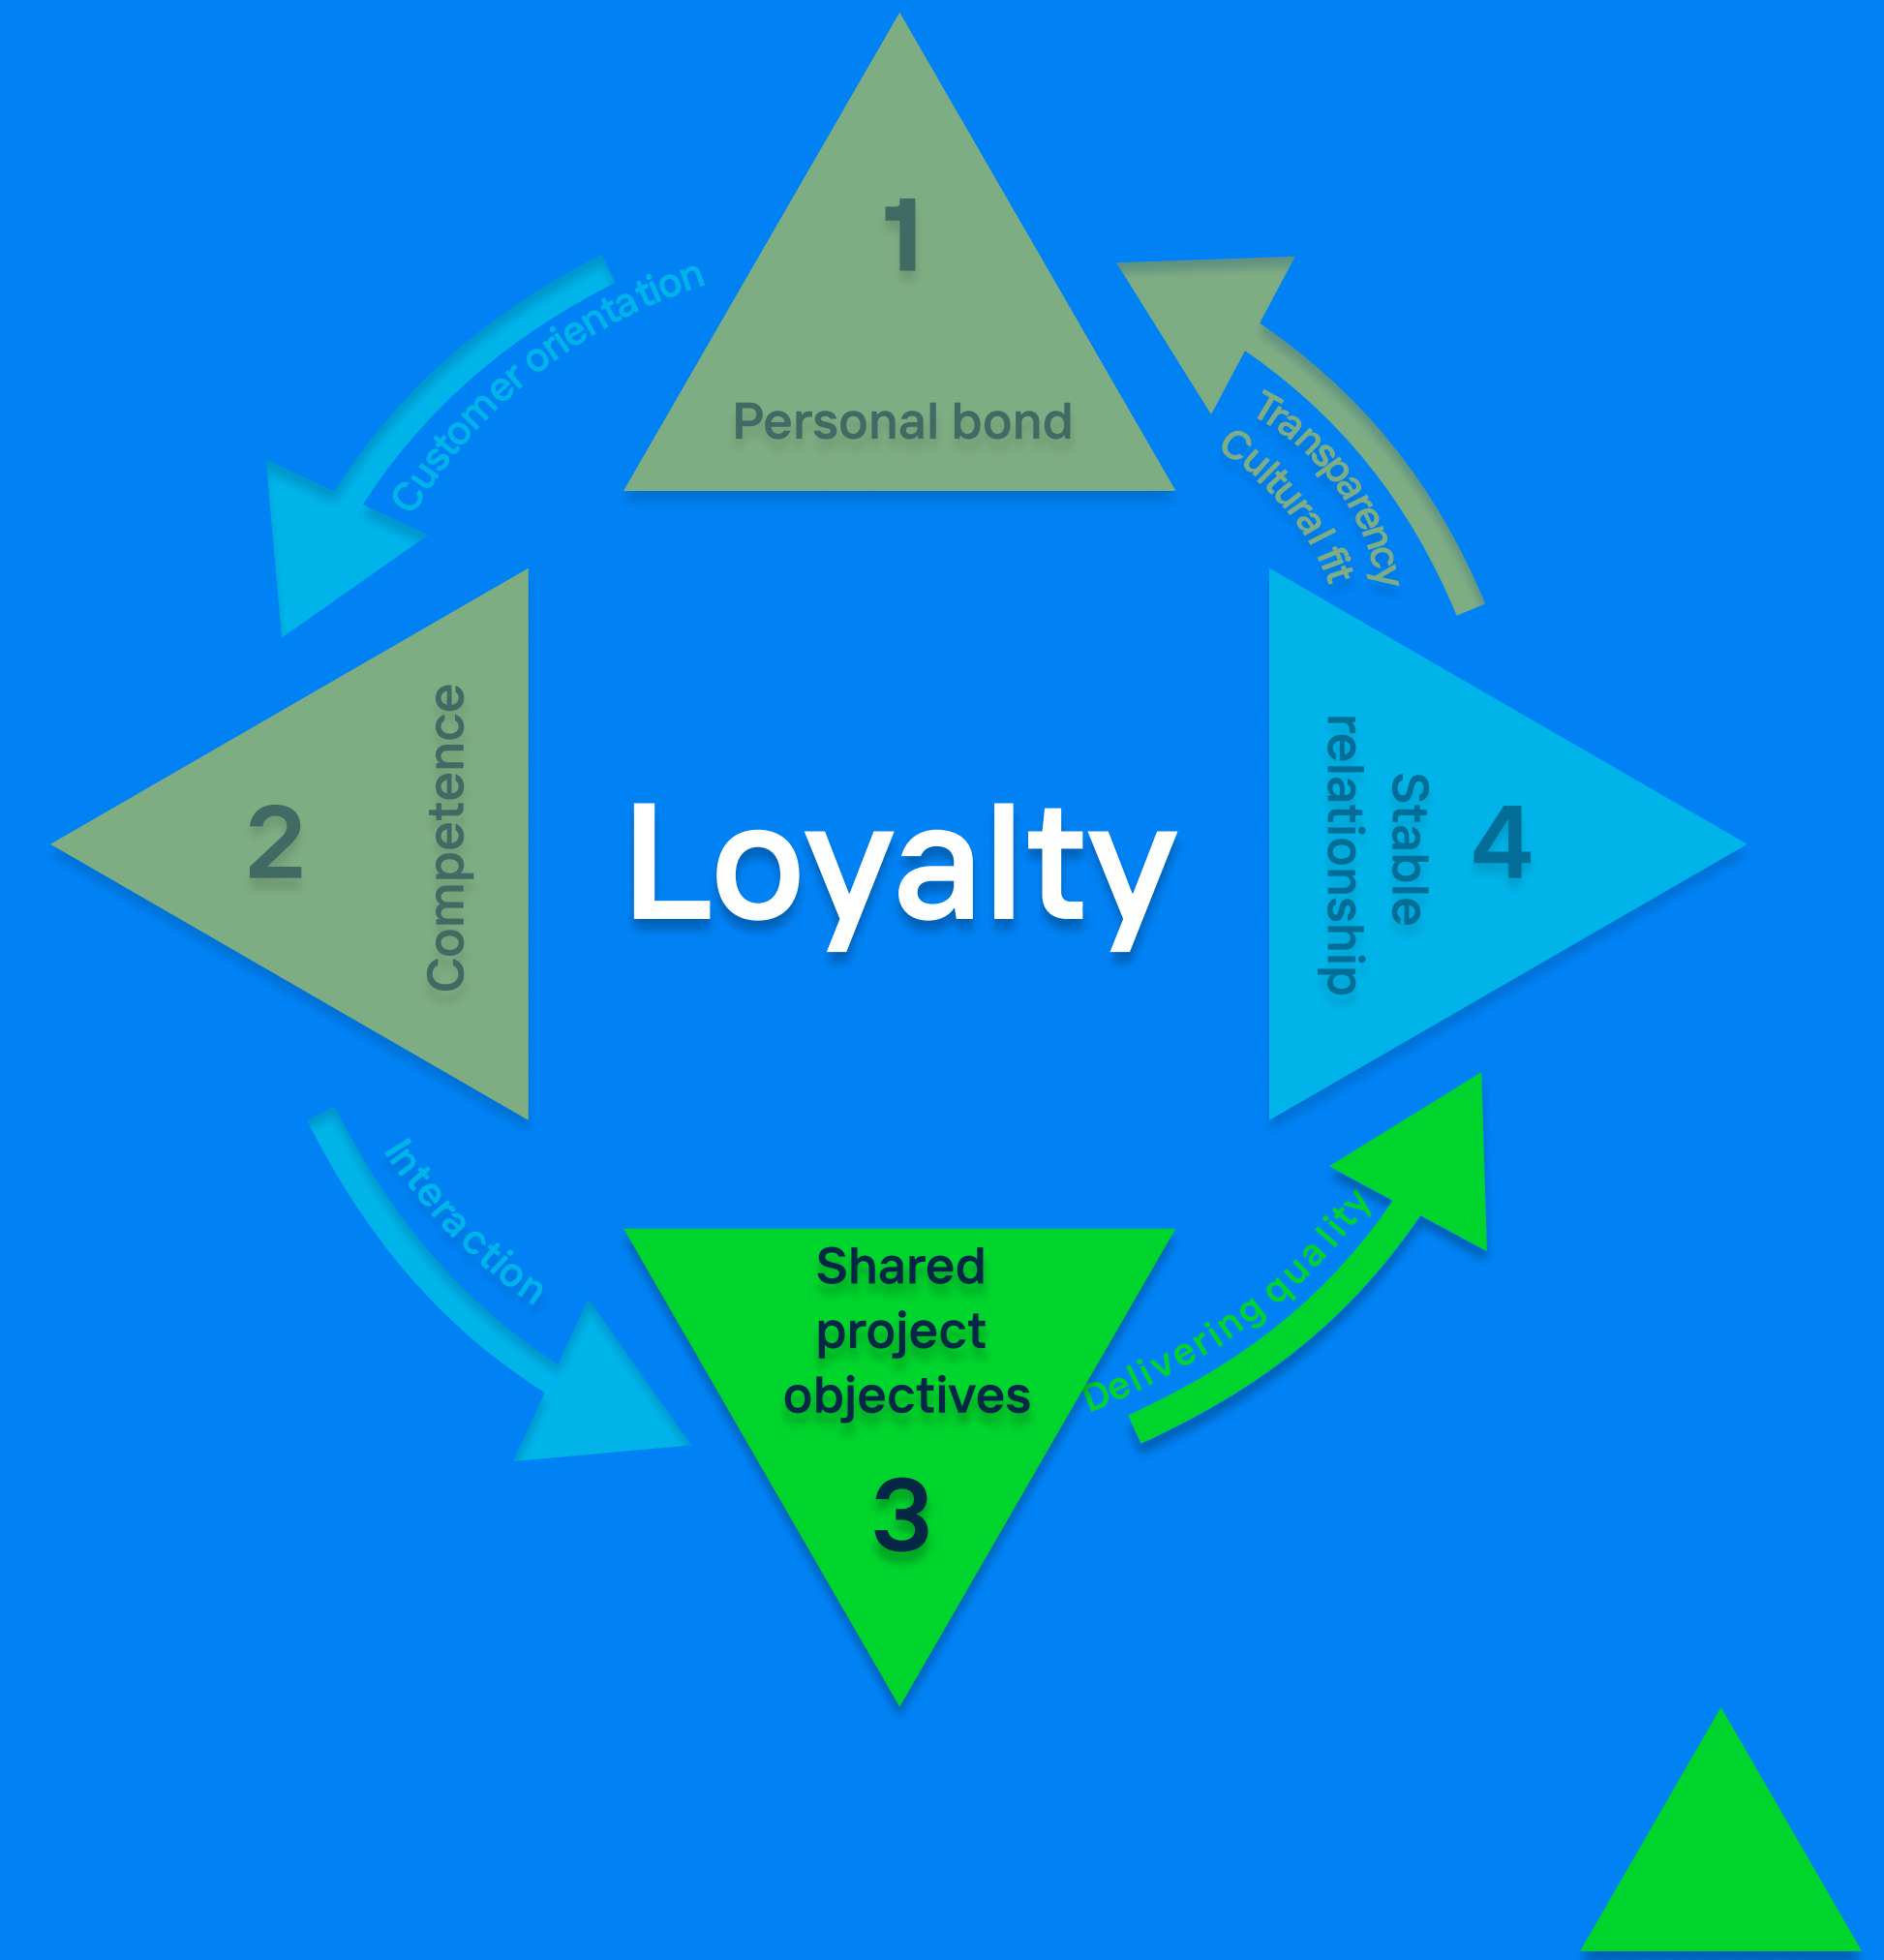 1
Personal bond
Customer orientation
Transparency
Cultural fit
2
Competence
Loyalty
4
Stable
relationship
Interaction
Delivering quality
Shared
project
objectives
3